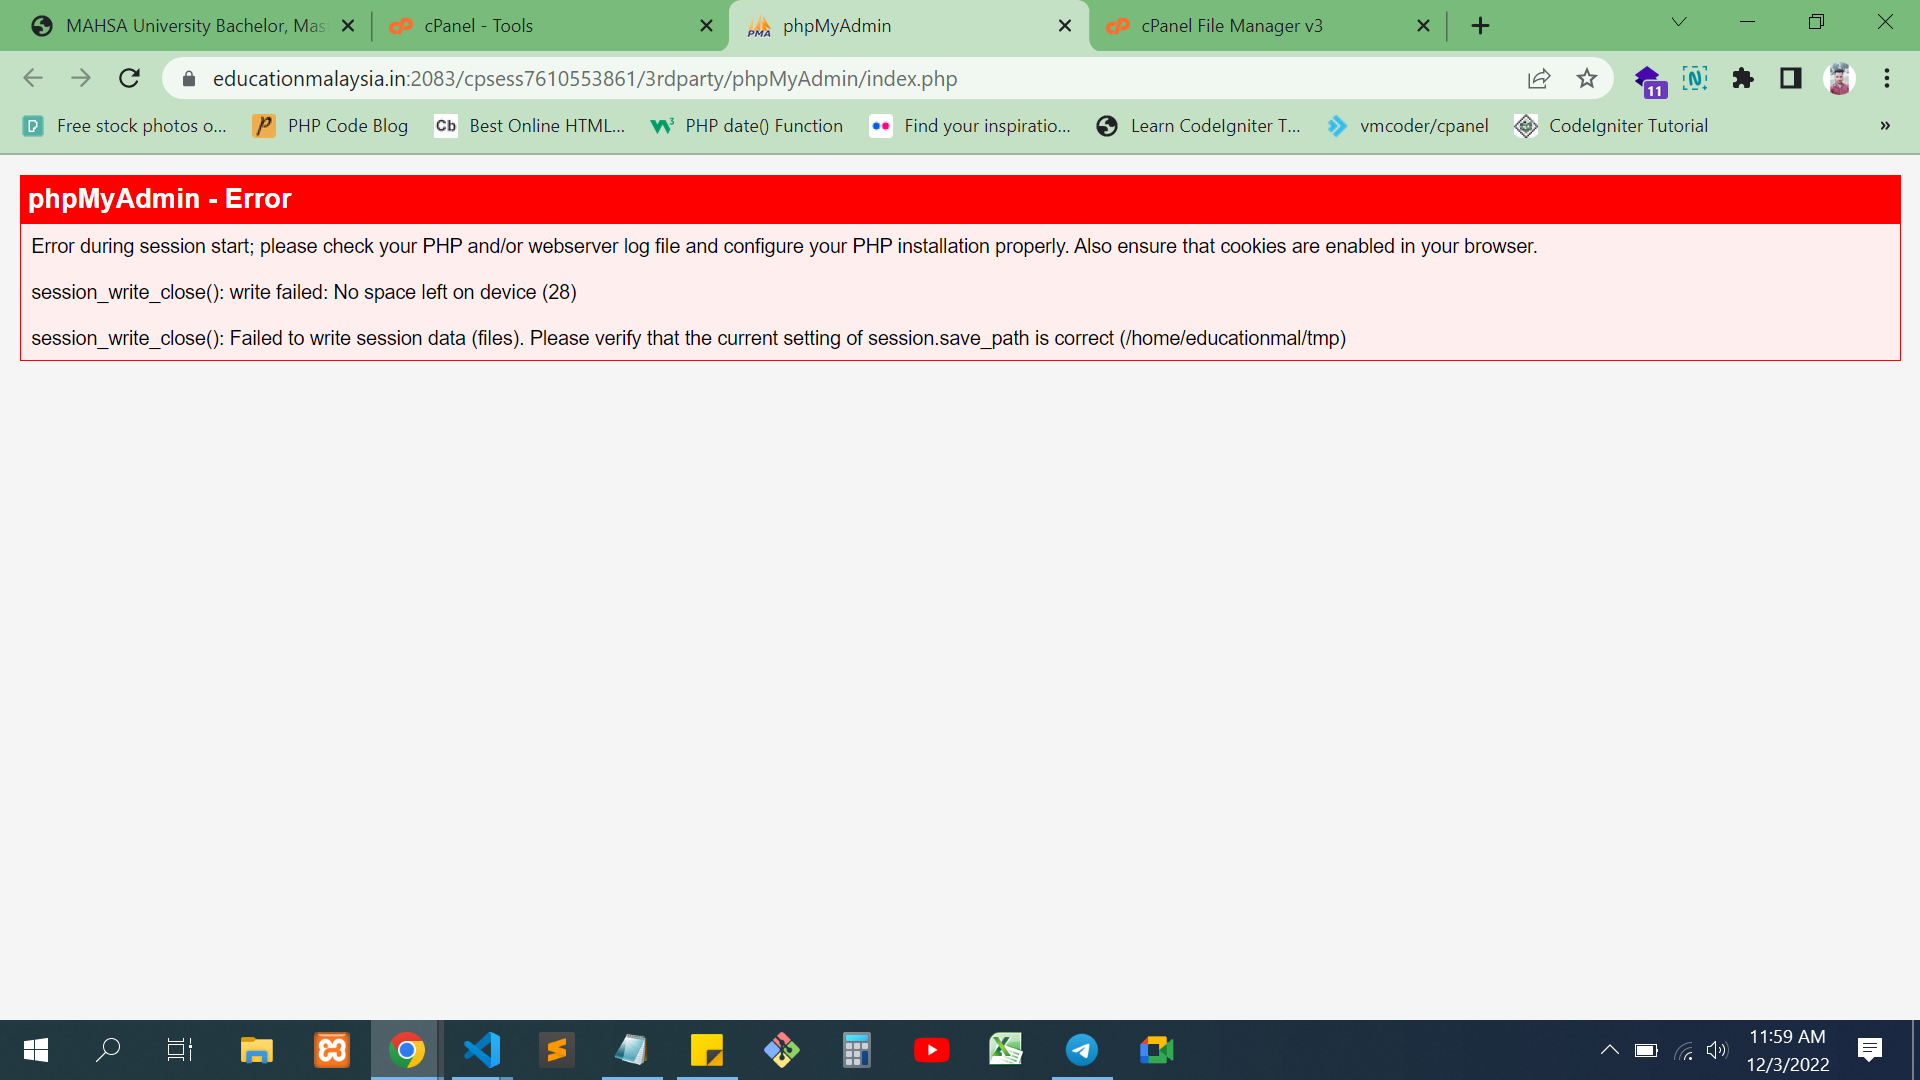 MAHSA University Bachelor, Mas
cPanel - Tools
PMA
phpMyAdmin
cPanel File Manager v3
educationmalaysia.in:2083/cpsess7610553861/3rdparty/phpMyAdmin/index.php
11
Free stock photos o...
PHP Code Blog
Cb
Best Online HTML...
PHP date() Function
Find your inspiratio...
Learn CodeIgniter T...
vmcoder/cpanel
CodeIgniter Tutorial
»
phpMyAdmin - Error
Error during session start; please check your PHP and/or webserver log file and configure your PHP installation properly. Also ensure that cookies are enabled in your browser.
session_write_close(): write failed: No space left on device (28)
session_write_close(): Failed to write session data (files). Please verify that the current setting of session.save_path is correct (/home/educationmal/tmp)
11:59 AM
12/3/2022